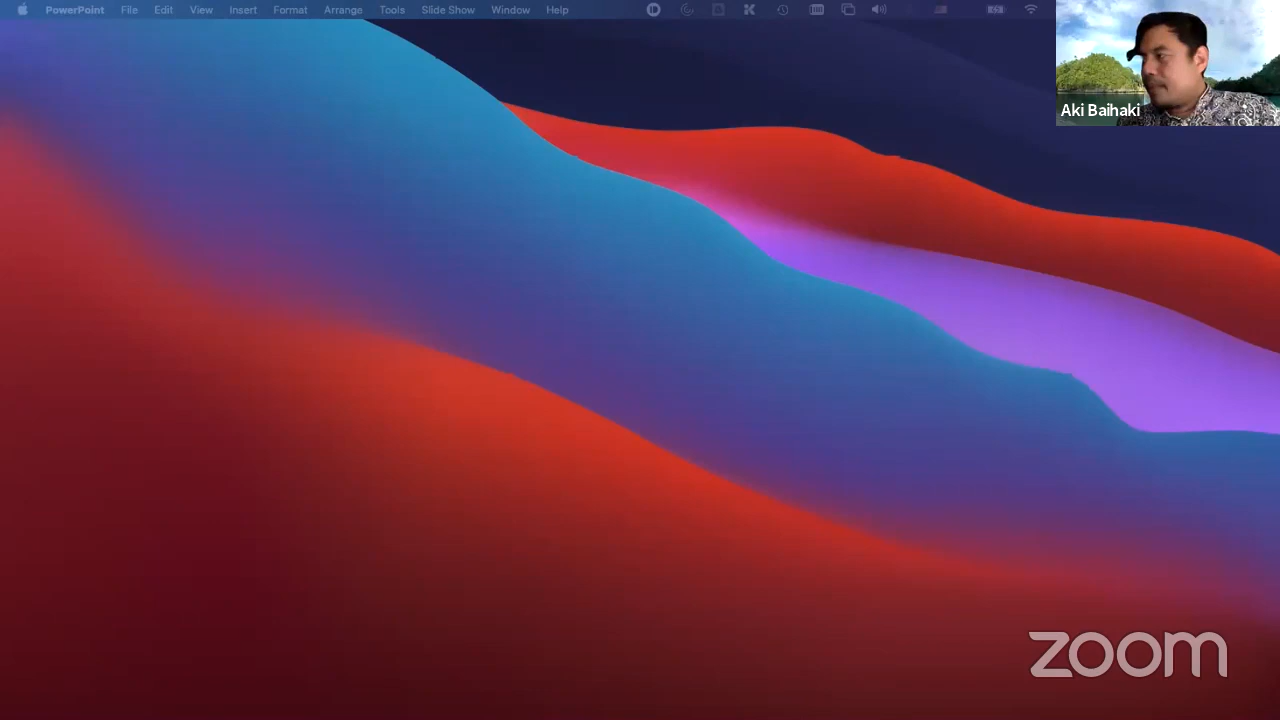 PowerPoint File Edit View Insert Format Arrange Tools Slide Show Window Help
Aki Baihaki
zoom